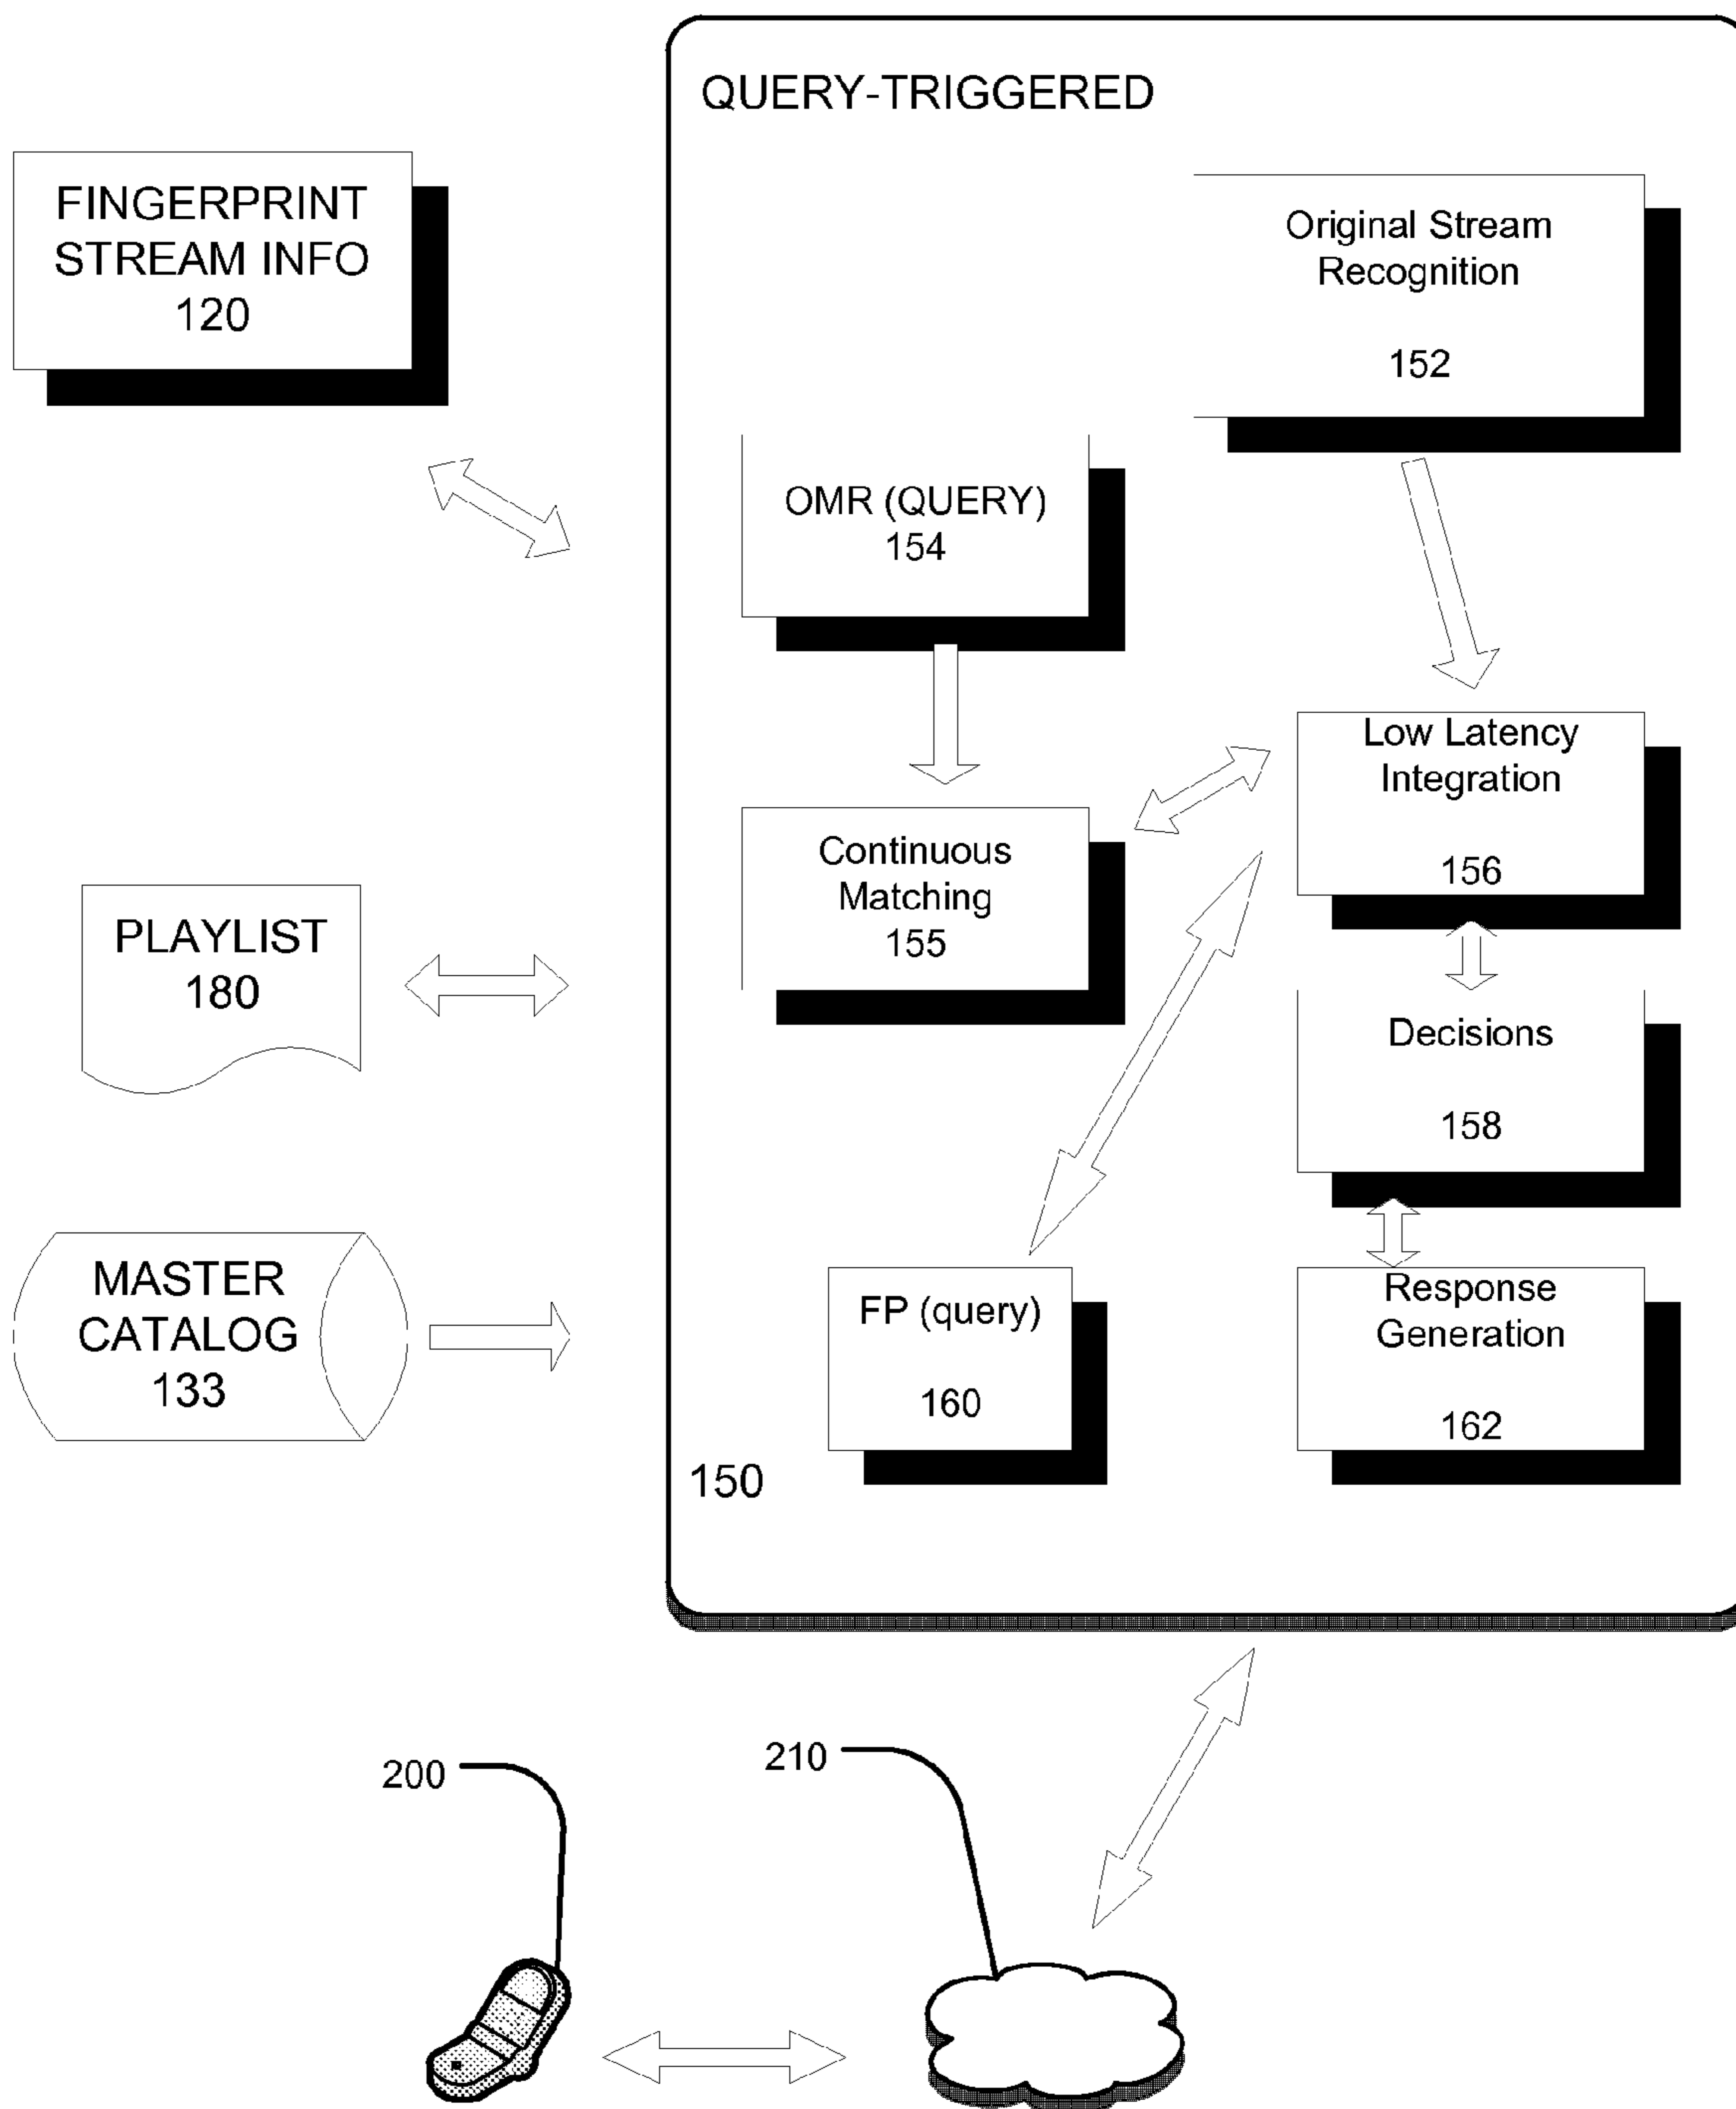 QUERY-TRIGGERED
FINGERPRINT
STREAM INFO
120
Original Stream
Recognition
152
OMR (QUERY)
154
Low Latency
Integration
156
Continuous
Matching
155
PLAYLIST
180
Decisions
158
MASTER
CATALOG
133
FP (query)
160
Response
Generation
162
150
200
210